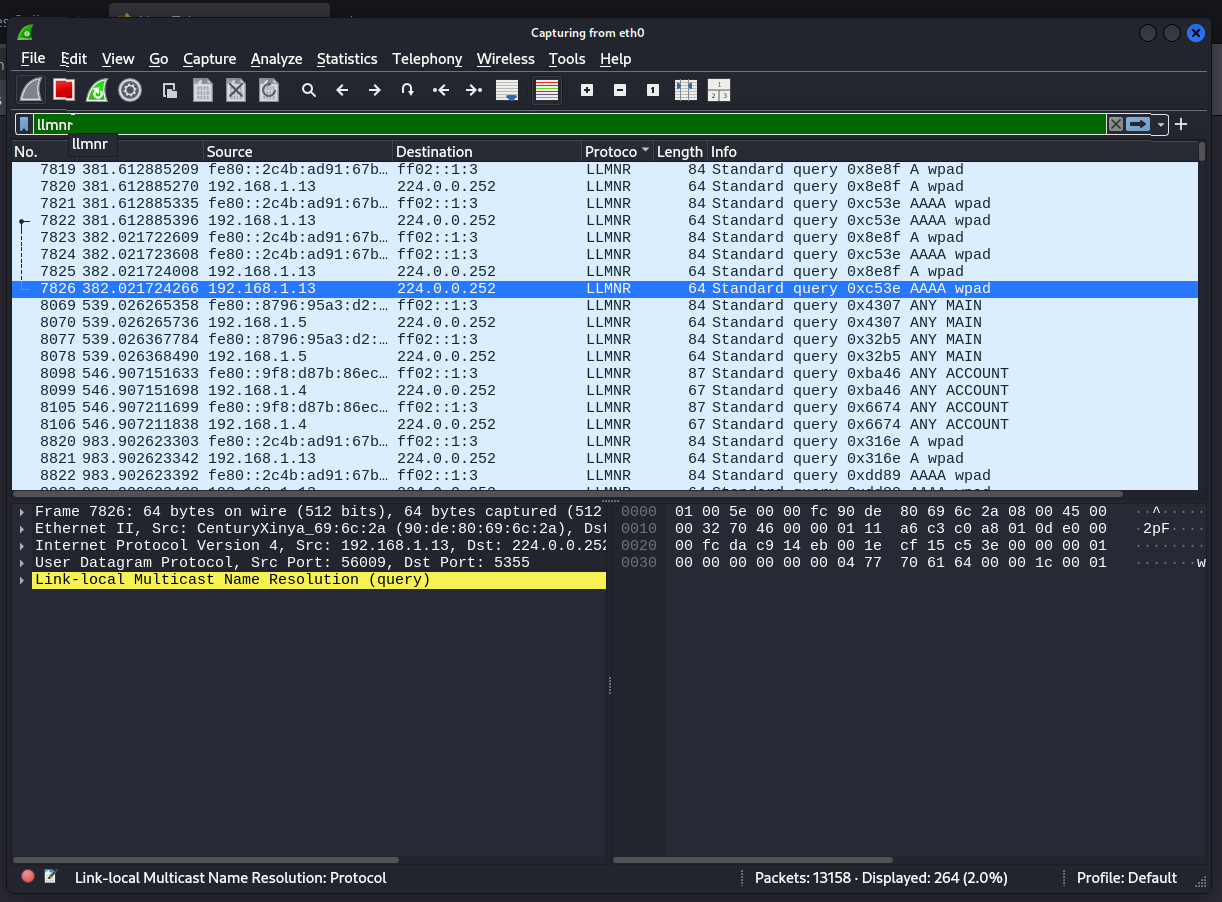 Capturing from eth0
File Edit View Go Capture Analyze Statistics Telephony Wireless Tools Help
llmnr
llmnr
No. Source Destination Protoco Length Info
7819 381.612885209 fe80::2c4b:ad91:67b… ff02::1:3 LLMNR 84 Standard query 0x8e8f A wpad
7820 381.612885270 192.168.1.13 224.0.0.252 LLMNR 64 Standard query 0x8e8f A wpad
7821 381.612885335 fe80::2c4b:ad91:67b… ff02::1:3 LLMNR 84 Standard query 0xc53e AAAA wpad
7822 381.612885396 192.168.1.13 224.0.0.252 LLMNR 64 Standard query 0xc53e AAAA wpad
7823 382.021722609 fe80::2c4b:ad91:67b… ff02::1:3 LLMNR 84 Standard query 0x8e8f A wpad
7824 382.021723608 fe80::2c4b:ad91:67b… ff02::1:3 LLMNR 84 Standard query 0xc53e AAAA wpad
7825 382.021724008 192.168.1.13 224.0.0.252 LLMNR 64 Standard query 0x8e8f A wpad
7826 382.021724266 192.168.1.13 224.0.0.252 LLMNR 64 Standard query 0xc53e AAAA wpad
8069 539.026265358 fe80::8796:95a3:d2:… ff02::1:3 LLMNR 84 Standard query 0x4307 ANY MAIN
8070 539.026265736 192.168.1.5 224.0.0.252 LLMNR 64 Standard query 0x4307 ANY MAIN
8077 539.026367784 fe80::8796:95a3:d2:… ff02::1:3 LLMNR 84 Standard query 0x32b5 ANY MAIN
8078 539.026368490 192.168.1.5 224.0.0.252 LLMNR 64 Standard query 0x32b5 ANY MAIN
8098 546.907151633 fe80::9f8:d87b:86ec… ff02::1:3 LLMNR 87 Standard query 0xba46 ANY ACCOUNT
8099 546.907151698 192.168.1.4 224.0.0.252 LLMNR 67 Standard query 0xba46 ANY ACCOUNT
8105 546.907211699 fe80::9f8:d87b:86ec… ff02::1:3 LLMNR 87 Standard query 0x6674 ANY ACCOUNT
8106 546.907211838 192.168.1.4 224.0.0.252 LLMNR 67 Standard query 0x6674 ANY ACCOUNT
8820 983.902623303 fe80::2c4b:ad91:67b… ff02::1:3 LLMNR 84 Standard query 0x316e A wpad
8821 983.902623342 192.168.1.13 224.0.0.252 LLMNR 64 Standard query 0x316e A wpad
8822 983.902623392 fe80::2c4b:ad91:67b… ff02::1:3 LLMNR 84 Standard query 0xdd89 AAAA wpad
Frame 7826: 64 bytes on wire (512 bits), 64 bytes captured (512
Ethernet II, Src: CenturyXinya_69:6c:2a (90:de:80:69:6c:2a), Dst
Internet Protocol Version 4, Src: 192.168.1.13, Dst: 224.0.0.252
User Datagram Protocol, Src Port: 56009, Dst Port: 5355
Link-local Multicast Name Resolution (query)
0000 01 00 5e 00 00 fc 90 de 80 69 6c 2a 08 00 45 00 ··^·····
0010 00 32 70 46 00 00 01 11 a6 c3 c0 a8 01 0d e0 00 ·2pF····
0020 00 fc da c9 14 eb 00 1e cf 15 c5 3e 00 00 00 01 ········
0030 00 00 00 00 00 00 04 77 70 61 64 00 00 1c 00 01 ·······w
Link-local Multicast Name Resolution: Protocol
Packets: 13158 · Displayed: 264 (2.0%)
Profile: Default